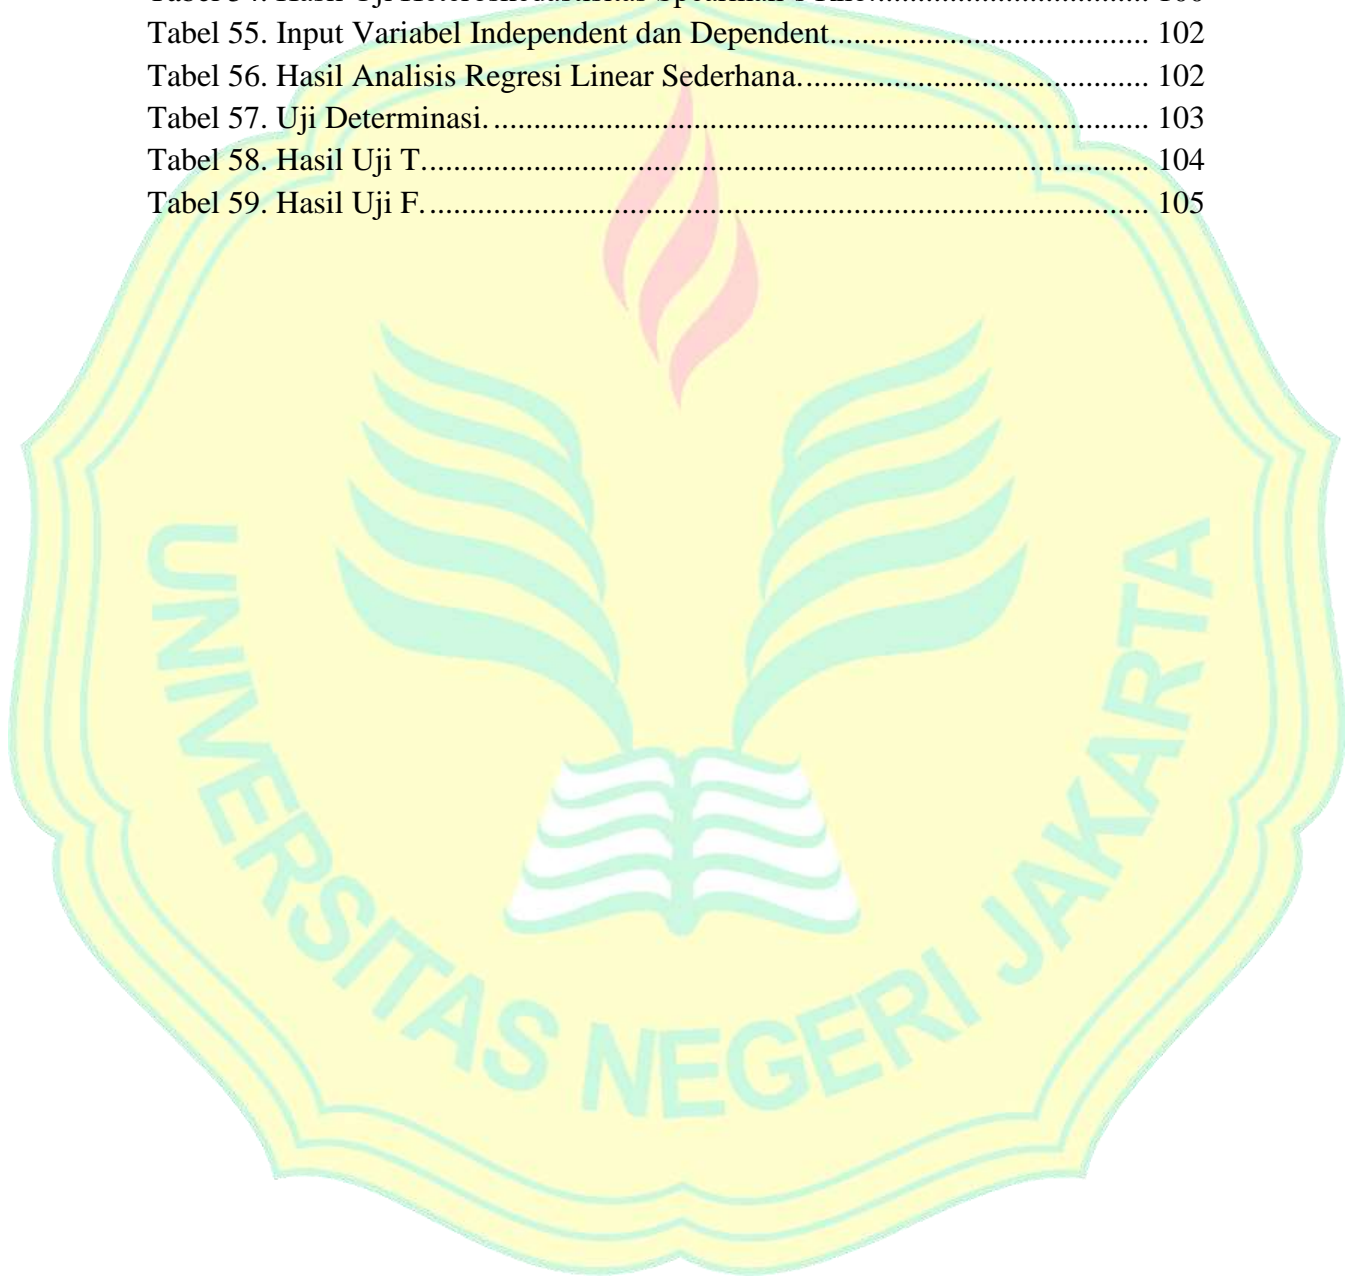 Tabel 55. Input Variabel Independent dan Dependent.................................... 102
Tabel 56. Hasil Analisis Regresi Linear Sederhana....................................... 102
Tabel 57. Uji Determinasi............................................................................... 103
Tabel 58. Hasil Uji T....................................................................................... 104
Tabel 59. Hasil Uji F....................................................................................... 105
UNIVERSITAS NEGERI JAKARTA